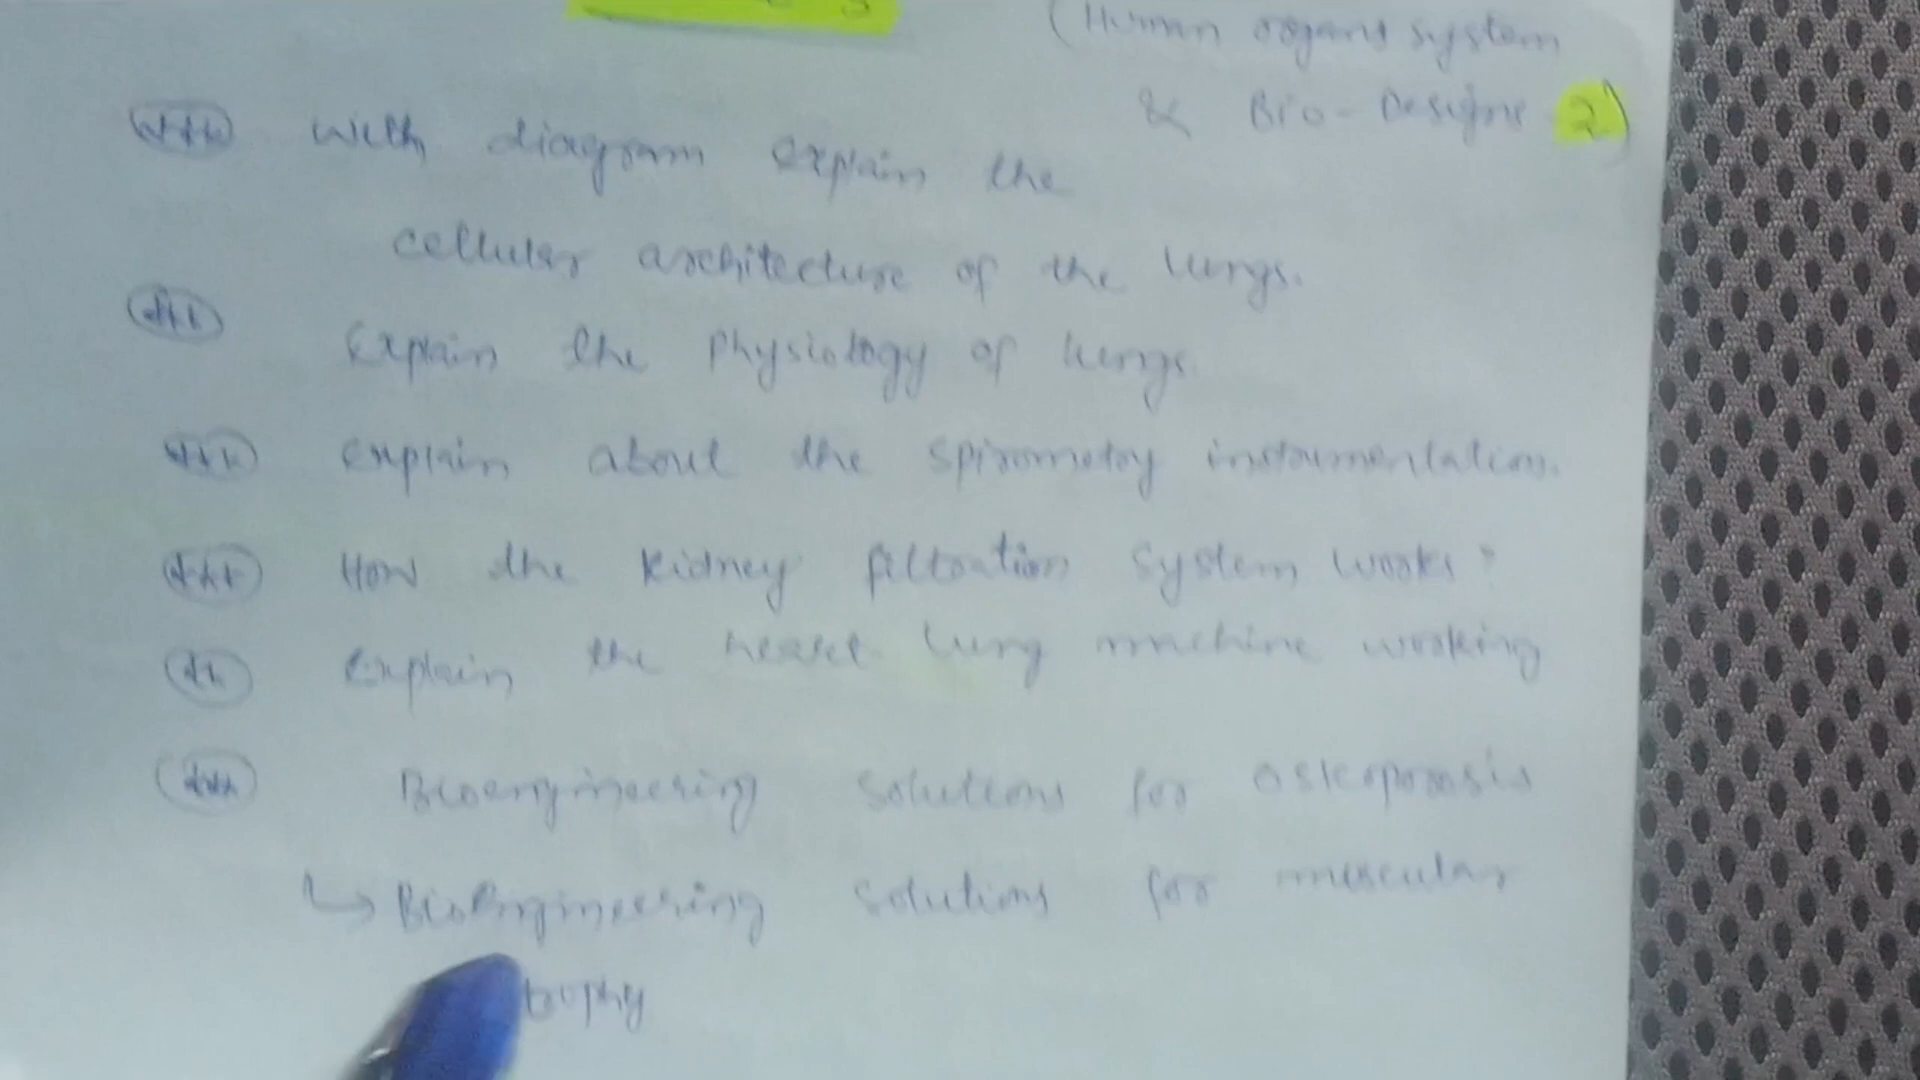 (Human organs system
& Bio-Designs 2)
*** With diagram explain the
cellular architecture of the lungs.
*** Explain the physiology of lungs.
*** explain about the spirometry instrumentation.
*** How the kidney filtration system works?
** Explain the heart lung machine working
*** Bioengineering solutions for osteoporosis
↳ BioEngineering solutions for muscular
trophy